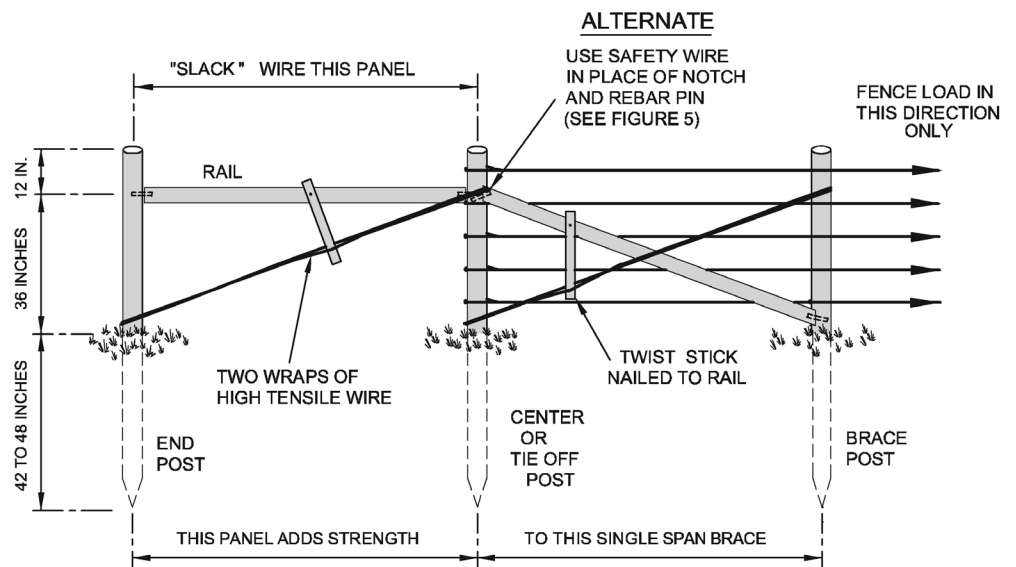 ALTERNATE
USE SAFETY WIRE
IN PLACE OF NOTCH
AND REBAR PIN
(SEE FIGURE 5)
"SLACK" WIRE THIS PANEL
FENCE LOAD IN
THIS DIRECTION
ONLY
12 IN.
RAIL
36 INCHES
TWO WRAPS OF
HIGH TENSILE WIRE
TWIST STICK
NAILED TO RAIL
42 TO 48 INCHES
END
POST
CENTER
OR
TIE OFF
POST
BRACE
POST
THIS PANEL ADDS STRENGTH
TO THIS SINGLE SPAN BRACE